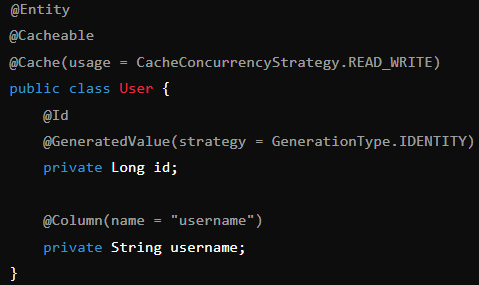 @Entity
@Cacheable
@Cache(usage = CacheConcurrencyStrategy.READ_WRITE)
public class User {
    @Id
    @GeneratedValue(strategy = GenerationType.IDENTITY)
    private Long id;

    @Column(name = "username")
    private String username;
}